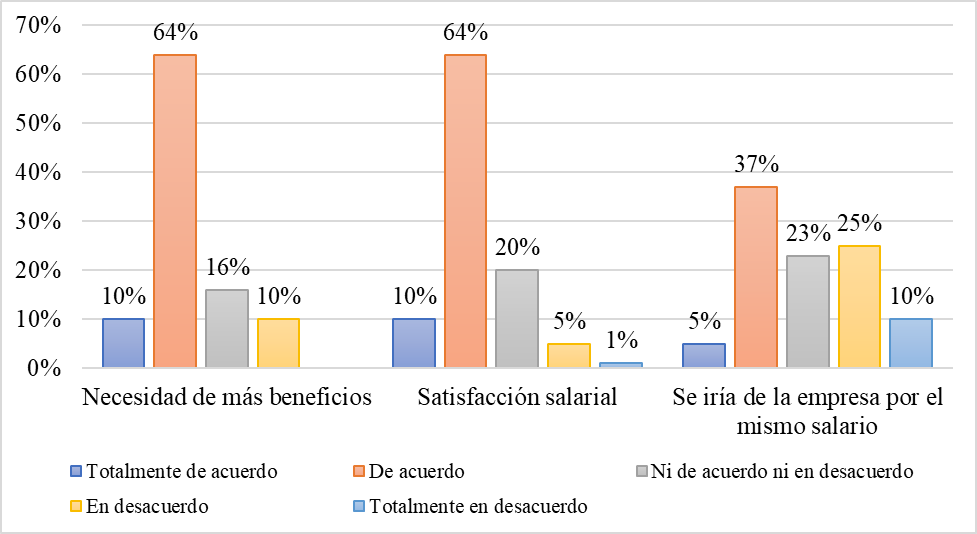 70%
60%
50%
40%
30%
20%
10%
0%
10%
64%
16%
10%
10%
64%
20%
5%
1%
5%
37%
23%
25%
10%
Necesidad de más beneficios
Satisfacción salarial
Se iría de la empresa por el
mismo salario
Totalmente de acuerdo
De acuerdo
Ni de acuerdo ni en desacuerdo
En desacuerdo
Totalmente en desacuerdo